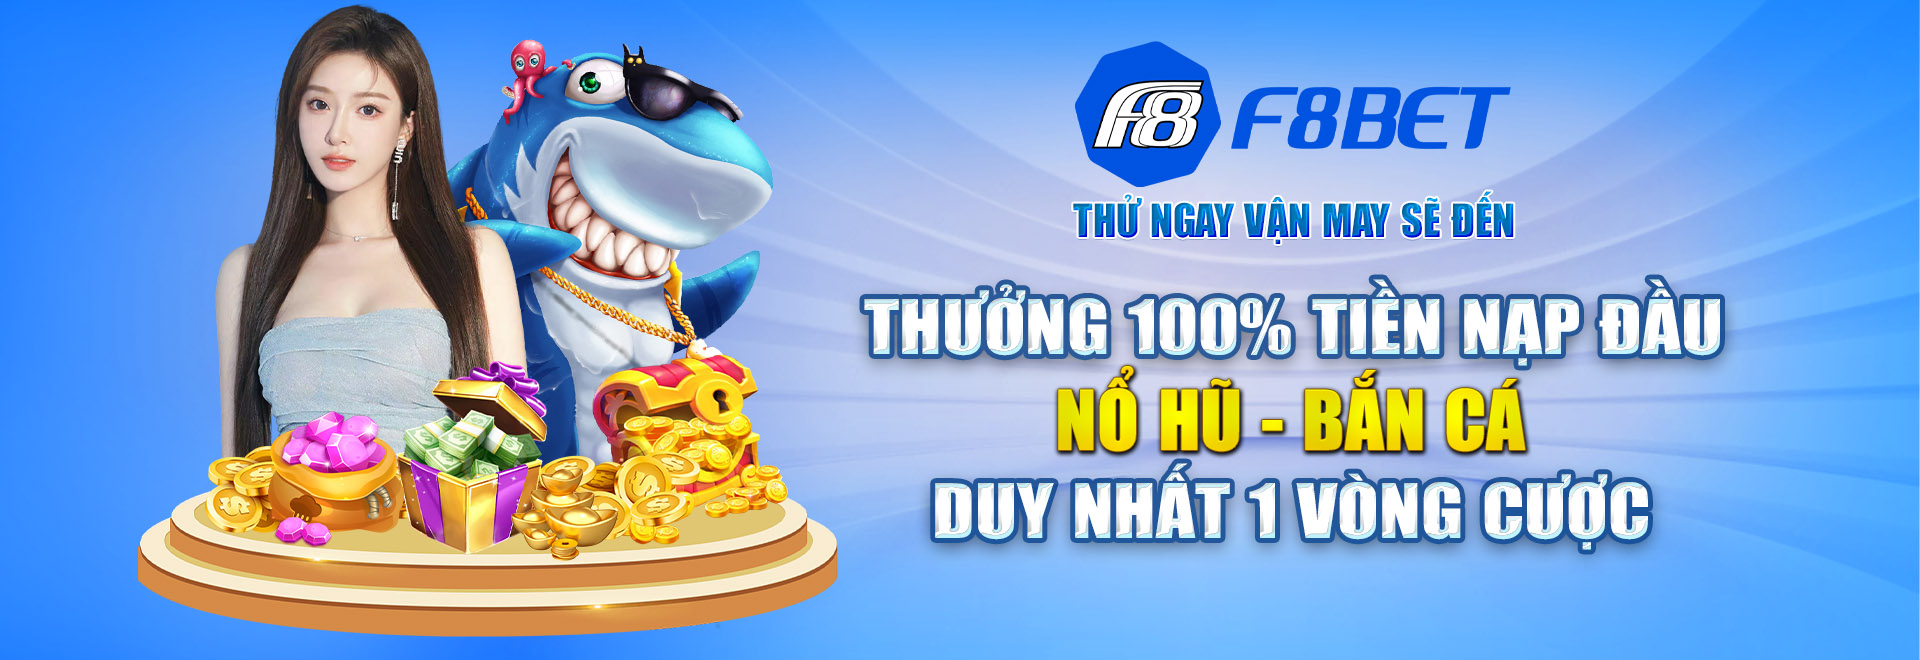 F8 F8BET
THỬ NGAY VẬN MAY SẼ ĐẾN
THƯỞNG 100% TIỀN NẠP ĐẦU
NỔ HŨ - BẮN CÁ
DUY NHẤT 1 VÒNG CƯỢC